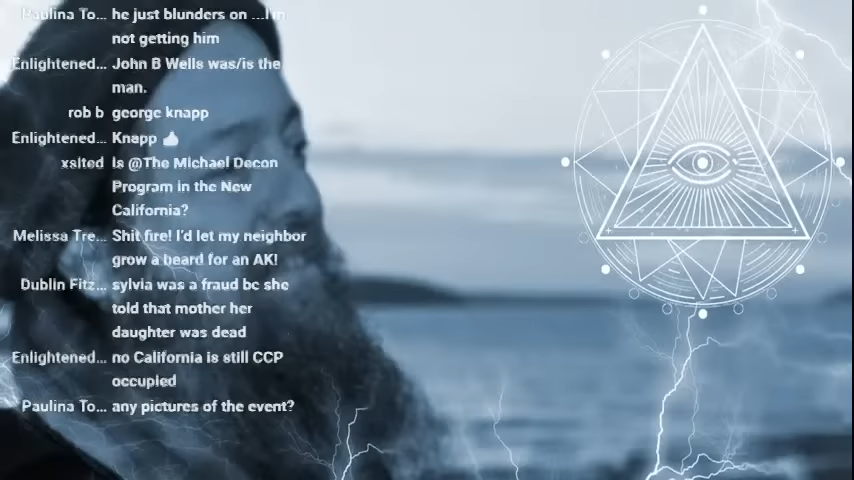 Paulina To... he just blunders on ...I'm
not getting him
Enlightened... John B Wells was/is the
man.
rob b george knapp
Enlightened... Knapp 👍
xsited Is @The Michael Decon
Program in the New
California?
Melissa Tre... Shit fire! I'd let my neighbor
grow a beard for an AK!
Dublin Fitz... sylvia was a fraud bc she
told that mother her
daughter was dead
Enlightened... no California is still CCP
occupied
Paulina To... any pictures of the event?